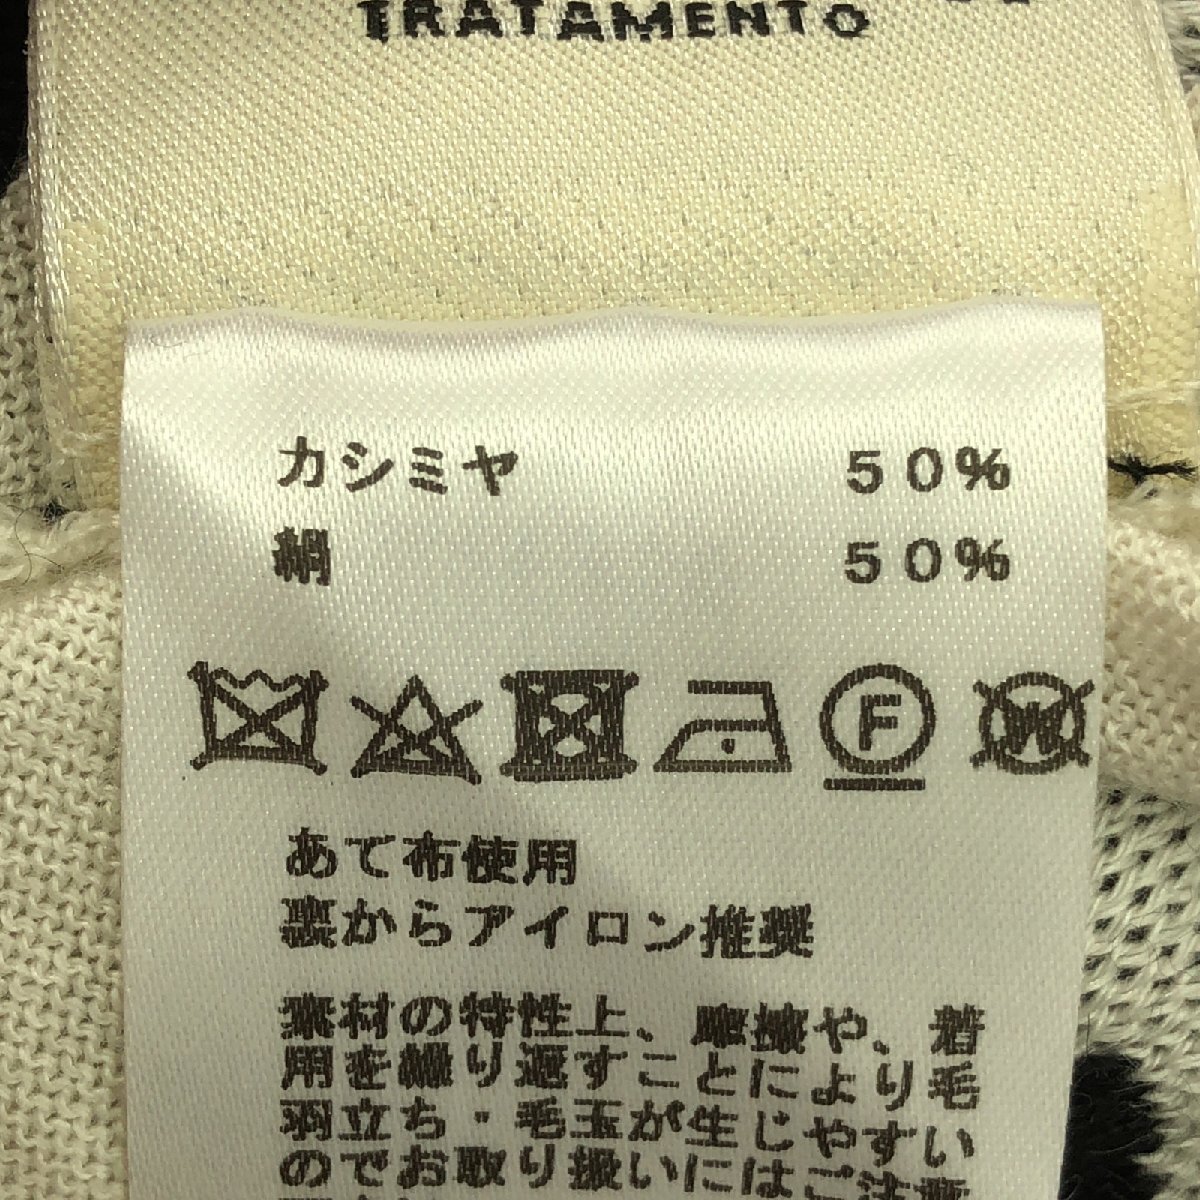 TRATAMENTO
カシミヤ 50%
絹 50%
F
W
あて布使用
裏からアイロン推奨
素材の特性上、摩擦や、着
用を繰り返すことにより毛
羽立ち・毛玉が生じやすい
のでお取り扱いにはご注意